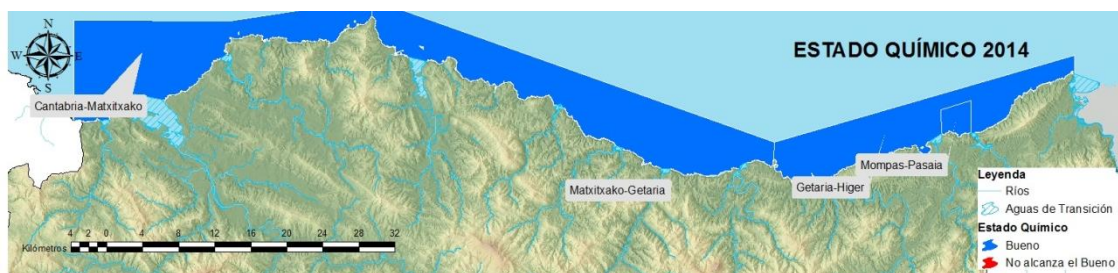 N
W E
S
ESTADO QUÍMICO 2014
Cantabria-Matxitxako
Matxitxako-Getaria
Getaria-Higer
Mompas-Pasaia
Leyenda
Ríos
Aguas de Transición
Estado Químico
Bueno
No alcanza el Bueno
4 2 0 4 8 12 16 20 24 28 32
Kilómetros